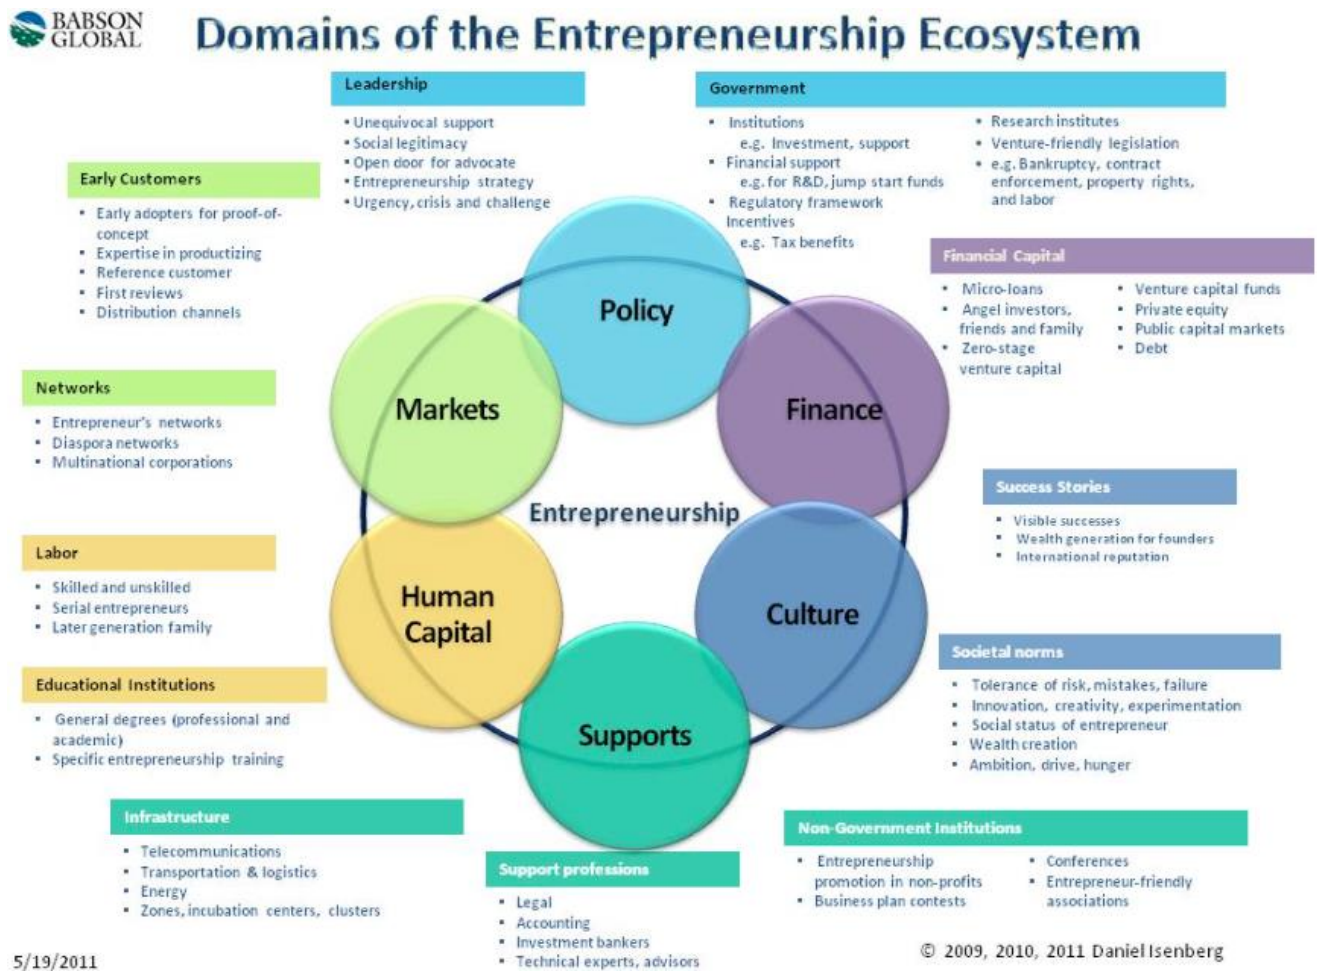 BABSON
GLOBAL
Domains of the Entrepreneurship Ecosystem
Leadership
▪ Unequivocal support
▪ Social legitimacy
▪ Open door for advocate
▪ Entrepreneurship strategy
▪ Urgency, crisis and challenge
Government
▪ Institutions
e.g. Investment, support
▪ Financial support
e.g. for R&D, jump start funds
▪ Regulatory framework
Incentives
e.g. Tax benefits
▪ Research institutes
▪ Venture-friendly legislation
▪ e.g. Bankruptcy, contract
enforcement, property rights,
and labor
Early Customers
▪ Early adopters for proof-of-
concept
▪ Expertise in productizing
▪ Reference customer
▪ First reviews
▪ Distribution channels
Financial Capital
▪ Micro-loans
▪ Angel investors,
friends and family
▪ Zero-stage
venture capital
▪ Venture capital funds
▪ Private equity
▪ Public capital markets
▪ Debt
Networks
▪ Entrepreneur's networks
▪ Diaspora networks
▪ Multinational corporations
Policy
Markets
Finance
Entrepreneurship
Human
Capital
Culture
Supports
Success Stories
▪ Visible successes
▪ Wealth generation for founders
▪ International reputation
Labor
▪ Skilled and unskilled
▪ Serial entrepreneurs
▪ Later generation family
Societal norms
▪ Tolerance of risk, mistakes, failure
▪ Innovation, creativity, experimentation
▪ Social status of entrepreneur
▪ Wealth creation
▪ Ambition, drive, hunger
Educational Institutions
▪ General degrees (professional and
academic)
▪ Specific entrepreneurship training
Infrastructure
▪ Telecommunications
▪ Transportation & logistics
▪ Energy
▪ Zones, incubation centers, clusters
Support professions
▪ Legal
▪ Accounting
▪ Investment bankers
▪ Technical experts, advisors
Non-Government Institutions
▪ Entrepreneurship
promotion in non-profits
▪ Business plan contests
▪ Conferences
▪ Entrepreneur-friendly
associations
5/19/2011
© 2009, 2010, 2011 Daniel Isenberg